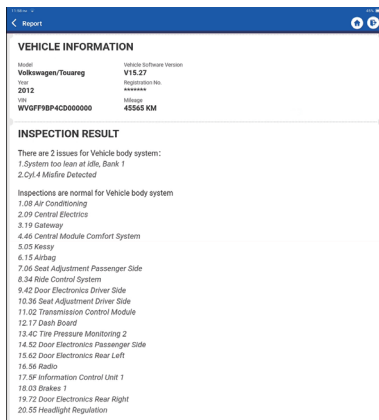 Report
VEHICLE INFORMATION
Model
Vehicle Software Version
Volkswagen/Touareg
V15.27
Year
Registration No.
2012
*******
VIN
Mileage
WVGFF9BP4CD000000
45565 KM
INSPECTION RESULT
There are 2 issues for Vehicle body system:
1.System too lean at idle, Bank 1
2.Cyl.4 Misfire Detected
Inspections are normal for Vehicle body system
1.08 Air Conditioning
2.09 Central Electrics
3.19 Gateway
4.46 Central Module Comfort System
5.05 Kessy
6.15 Airbag
7.06 Seat Adjustment Passenger Side
8.34 Ride Control System
9.42 Door Electronics Driver Side
10.36 Seat Adjustment Driver Side
11.02 Transmission Control Module
12.17 Dash Board
13.4C Tire Pressure Monitoring 2
14.52 Door Electronics Passenger Side
15.62 Door Electronics Rear Left
16.56 Radio
17.5F Information Control Unit 1
18.03 Brakes 1
19.72 Door Electronics Rear Right
20.55 Headlight Regulation